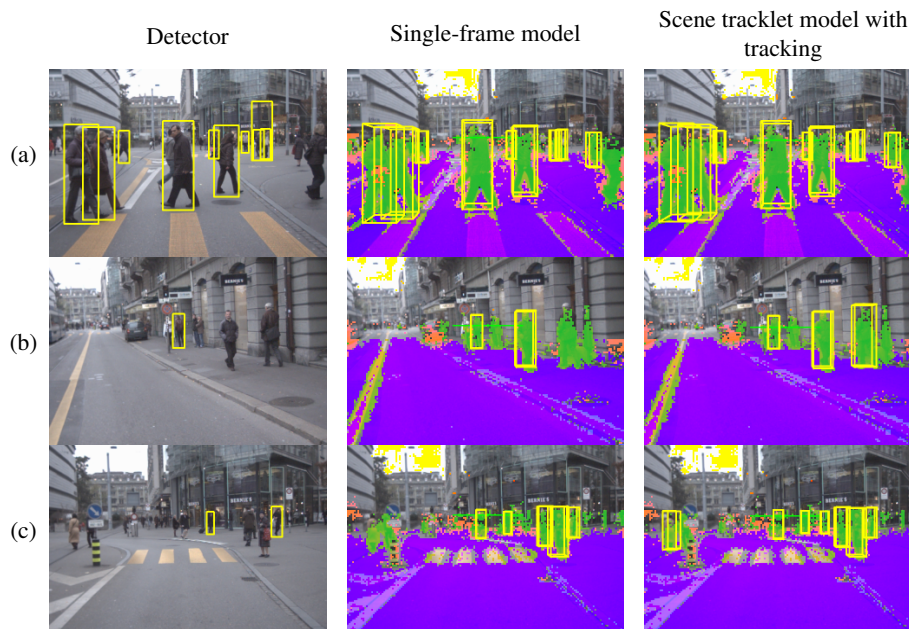 Detector
Single-frame model
Scene tracklet model with
tracking
(a)
(b)
(c)